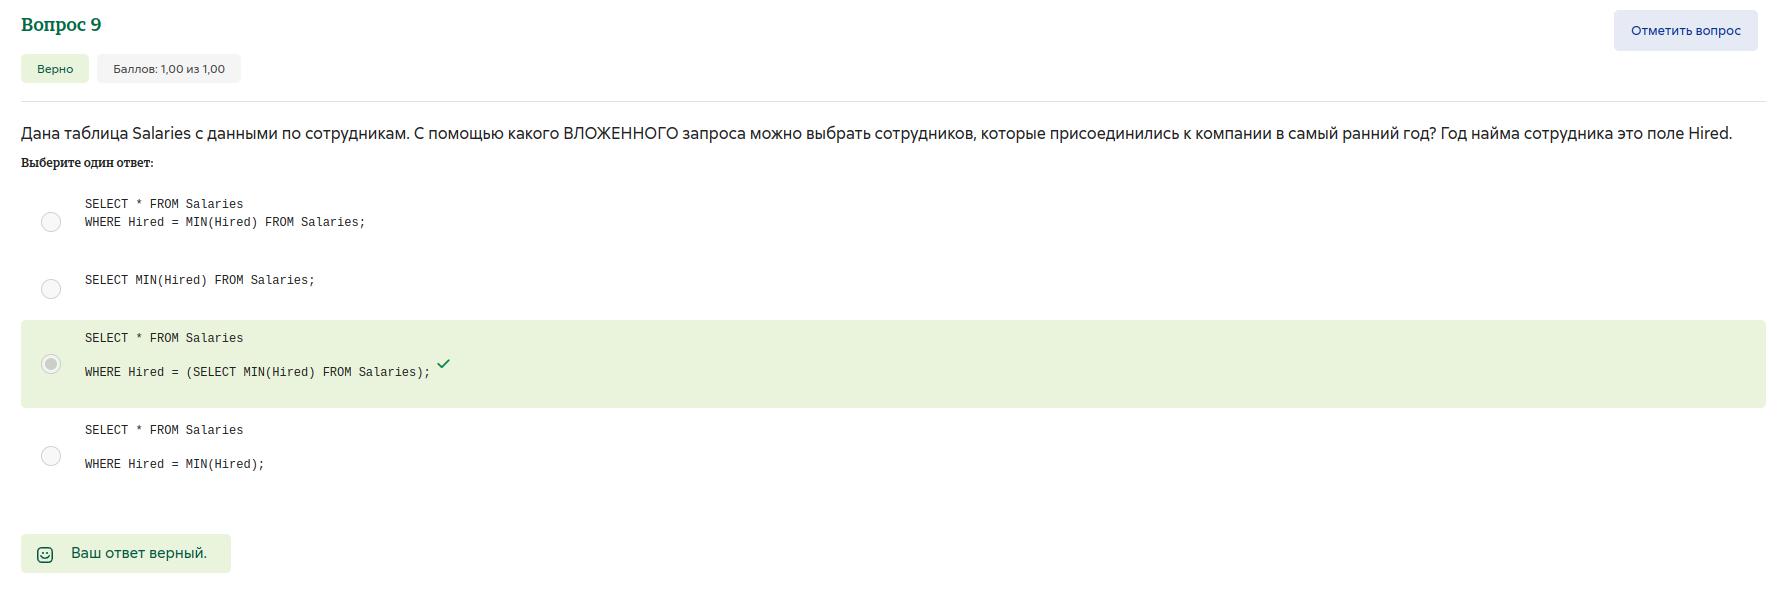 Вопрос 9
Отметить вопрос
Верно
Баллов: 1,00 из 1,00
Дана таблица Salaries с данными по сотрудникам. С помощью какого ВЛОЖЕННОГО запроса можно выбрать сотрудников, которые присоединились к компании в самый ранний год? Год найма сотрудника это поле Hired.
Выберите один ответ:
SELECT * FROM Salaries
WHERE Hired = MIN(Hired) FROM Salaries;
SELECT MIN(Hired) FROM Salaries;
SELECT * FROM Salaries
WHERE Hired = (SELECT MIN(Hired) FROM Salaries);
SELECT * FROM Salaries
WHERE Hired = MIN(Hired);
Ваш ответ верный.